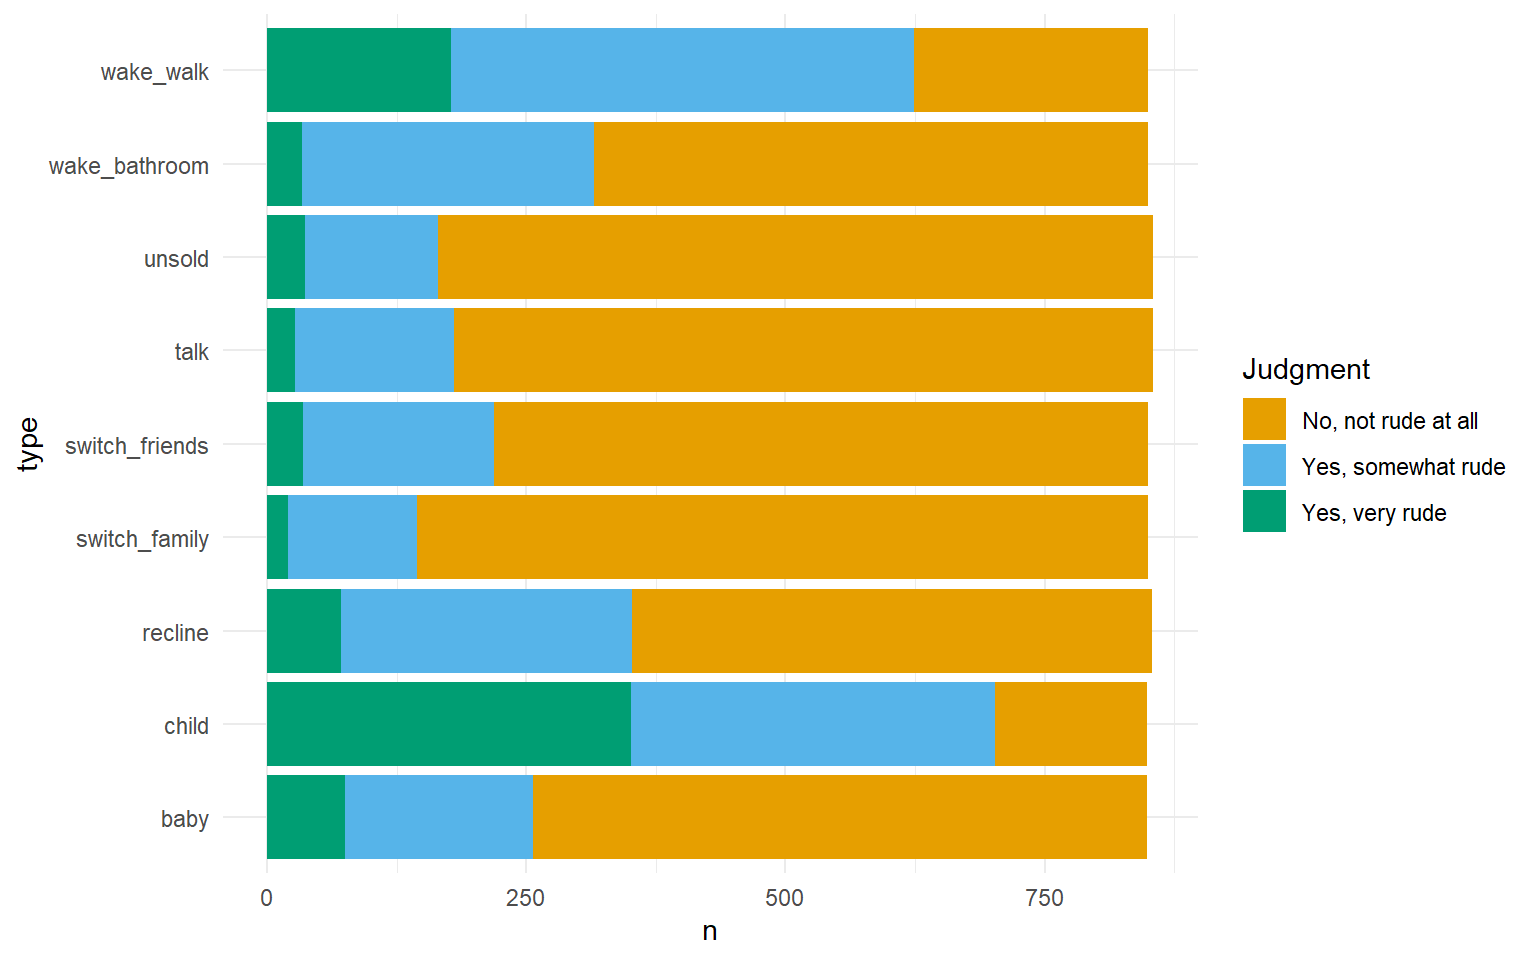 wake_walk
wake_bathroom
unsold
talk
switch_friends
switch_family
recline
child
baby
type
0 250 500 750
n
Judgment
No, not rude at all
Yes, somewhat rude
Yes, very rude